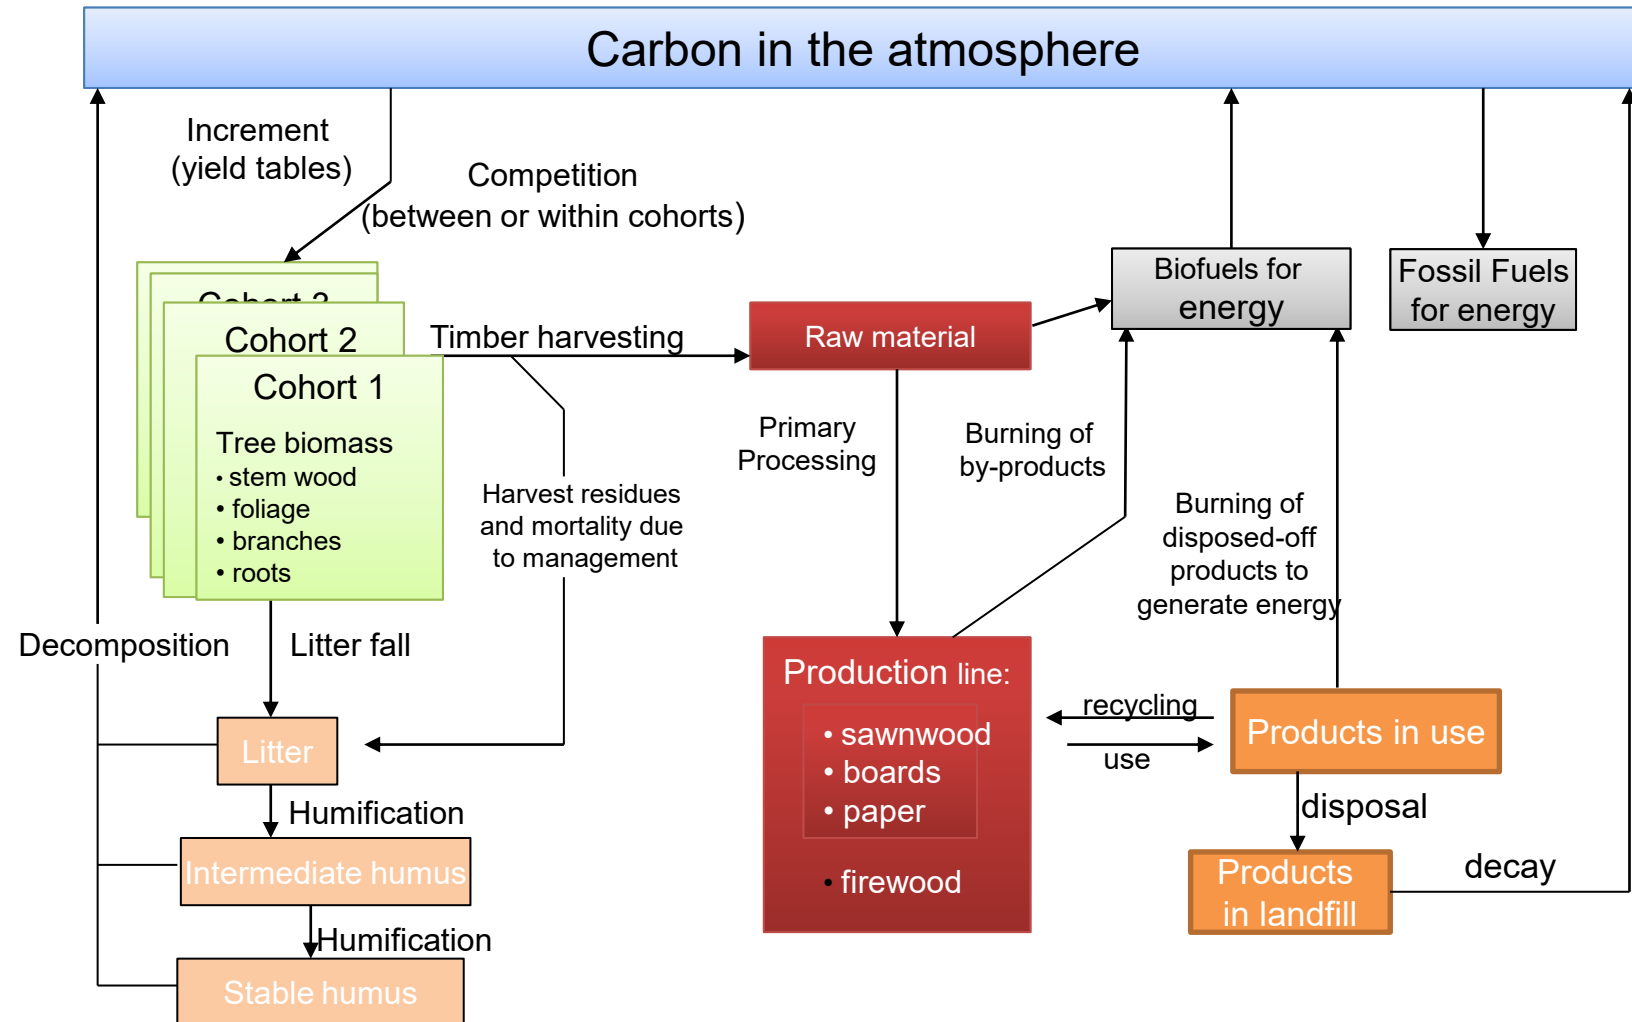 Carbon in the atmosphere
Increment
(yield tables)
Competition
(between or within cohorts)
Cohort 3
Cohort 2
Cohort 1
Tree biomass
• stem wood
• foliage
• branches
• roots
Timber harvesting
Raw material
Biofuels for
energy
Fossil Fuels
for energy
Primary
Processing
Burning of
by-products
Harvest residues
and mortality due
to management
Burning of
disposed-off
products to
generate energy
Decomposition
Litter fall
Litter
Humification
Intermediate humus
Humification
Stable humus
Production line:
• sawnwood
• boards
• paper
• firewood
recycling
use
Products in use
disposal
Products
in landfill
decay